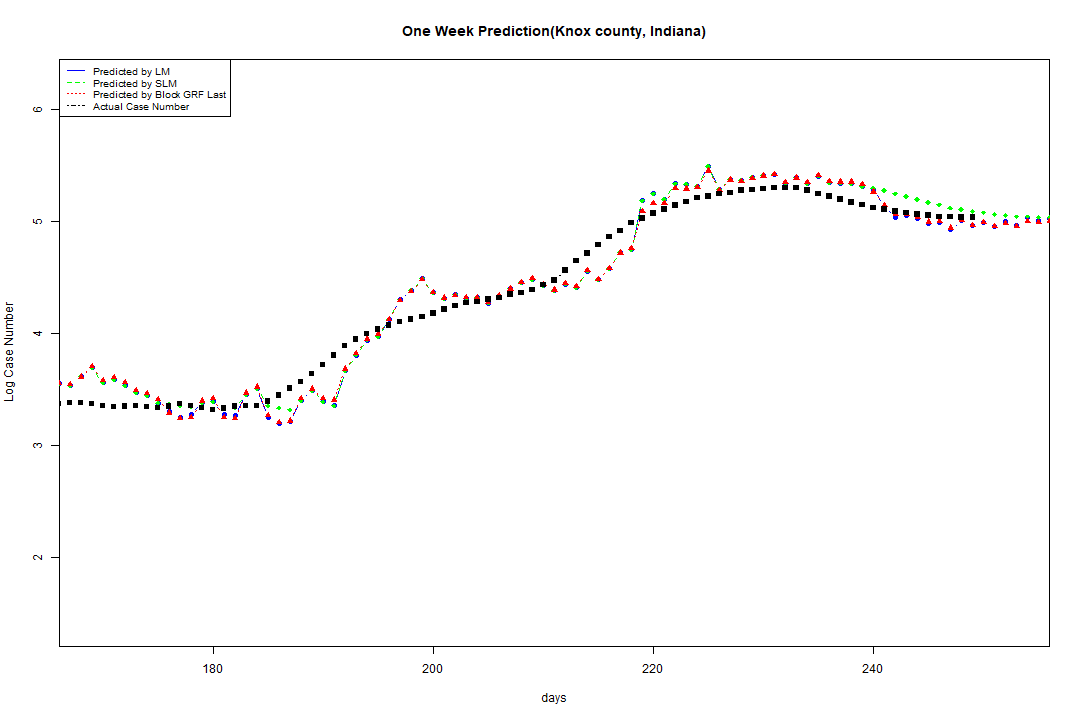 One Week Prediction(Knox county, Indiana)
Predicted by LM
Predicted by SLM
Predicted by Block GRF Last
Actual Case Number
6
5
4
3
2
Log Case Number
180 200 220 240
days